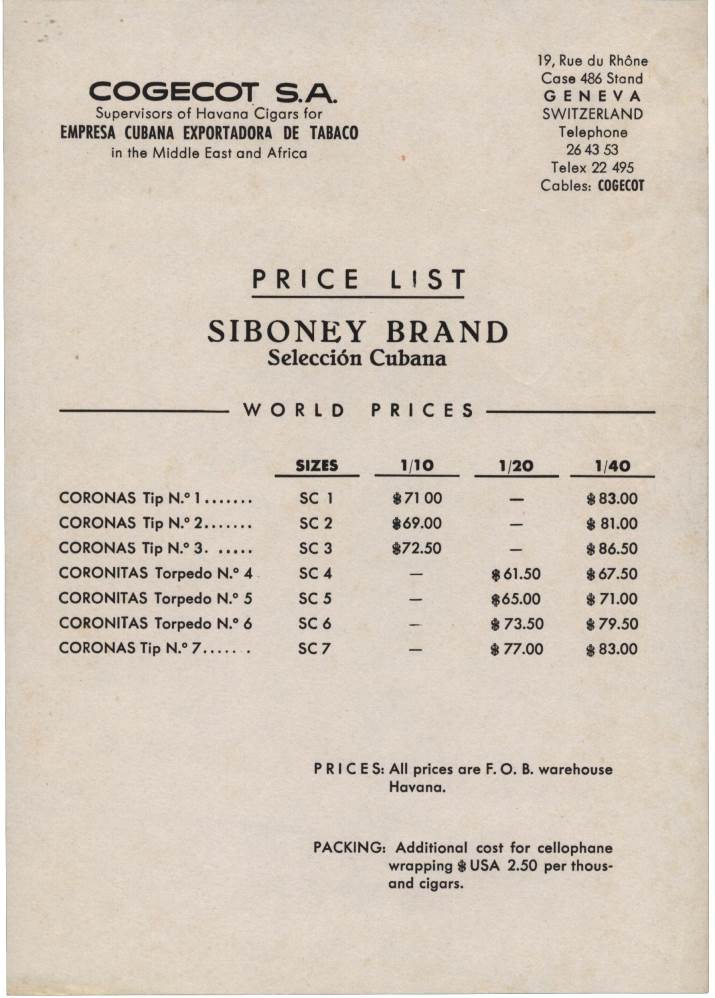 COGECOT S.A.
Supervisors of Havana Cigars for
EMPRESA CUBANA EXPORTADORA DE TABACO
in the Middle East and Africa
19, Rue du Rhône
Case 486 Stand
GENEVA
SWITZERLAND
Telephone
26 43 53
Telex 22 495
Cables: COGECOT
PRICE LIST
SIBONEY BRAND
Selección Cubana
WORLD PRICES
SIZES 1/10 1/20 1/40
CORONAS Tip N.º 1....... SC 1 $71 00 — $83.00
CORONAS Tip N.º 2....... SC 2 $69.00 — $ 81.00
CORONAS Tip N.º 3. ..... SC 3 $72.50 — $86.50
CORONITAS Torpedo N.º 4. SC 4 — $61.50 $67.50
CORONITAS Torpedo N.º 5 SC 5 — $65.00 $71.00
CORONITAS Torpedo N.º 6 SC 6 — $73.50 $79.50
CORONAS Tip N.º 7...... . SC 7 — $77.00 $83.00
PRICES: All prices are F. O. B. warehouse
Havana.
PACKING: Additional cost for cellophane
wrapping $ USA 2.50 per thous-
and cigars.